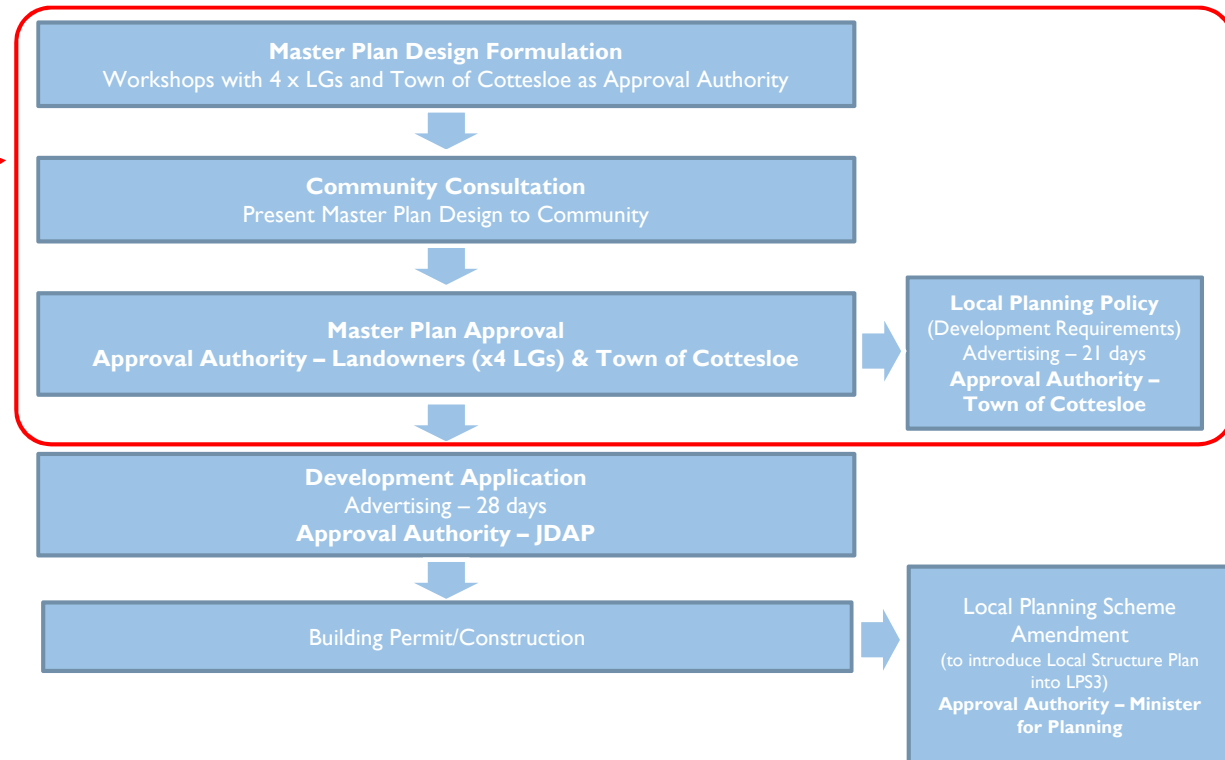 Master Plan Design Formulation
Workshops with 4 x LGs and Town of Cottesloe as Approval Authority
Community Consultation
Present Master Plan Design to Community
Master Plan Approval
Approval Authority – Landowners (x4 LGs) & Town of Cottesloe
Local Planning Policy
(Development Requirements)
Advertising – 21 days
Approval Authority –
Town of Cottesloe
Development Application
Advertising – 28 days
Approval Authority – JDAP
Building Permit/Construction
Local Planning Scheme
Amendment
(to introduce Local Structure Plan
into LPS3)
Approval Authority – Minister
for Planning